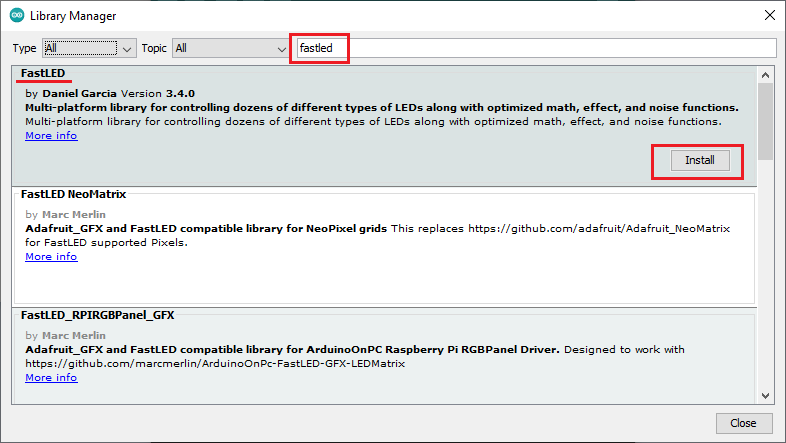 Library Manager
Type All Topic All fastled
FastLED
by Daniel Garcia Version 3.4.0
Multi-platform library for controlling dozens of different types of LEDs along with optimized math, effect, and noise functions.
Multi-platform library for controlling dozens of different types of LEDs along with optimized math, effect, and noise functions.
More info
Install
FastLED NeoMatrix
by Marc Merlin
Adafruit_GFX and FastLED compatible library for NeoPixel grids This replaces https://github.com/adafruit/Adafruit_NeoMatrix
for FastLED supported Pixels.
More info
FastLED_RPIRGBPanel_GFX
by Marc Merlin
Adafruit_GFX and FastLED compatible library for ArduinoOnPC Raspberry Pi RGBPanel Driver. Designed to work with
https://github.com/marcmerlin/ArduinoOnPc-FastLED-GFX-LEDMatrix
More info
Close